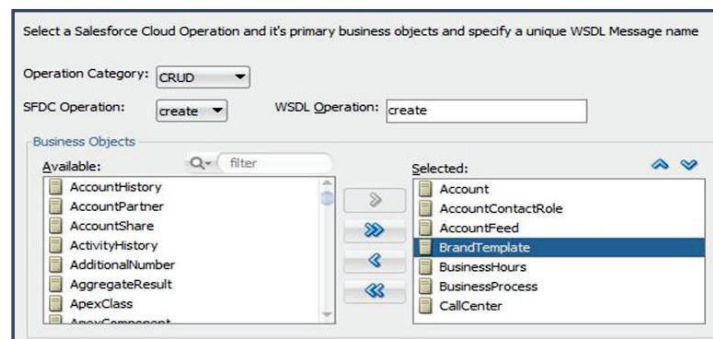 Select a Salesforce Cloud Operation and it's primary business objects and specify a unique WSDL Message name
Operation Category: CRUD
SFDC Operation: create WSDL Operation: create
Business Objects
Available: filter
AccountHistory
AccountPartner
AccountShare
ActivityHistory
AdditionalNumber
AggregateResult
ApexClass
ApexComponent
Selected:
Account
AccountContactRole
AccountFeed
BrandTemplate
BusinessHours
BusinessProcess
CallCenter